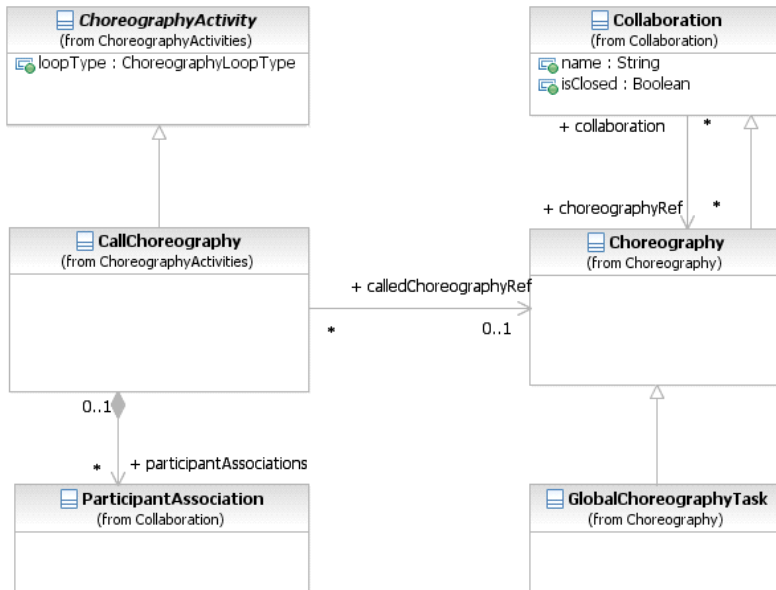 ChoreographyActivity
(from ChoreographyActivities)
loopType : ChoreographyLoopType
Collaboration
(from Collaboration)
name : String
isClosed : Boolean
+ collaboration
*
+ choreographyRef
*
CallChoreography
(from ChoreographyActivities)
Choreography
(from Choreography)
+ calledChoreographyRef
*
0..1
0..1
*
+ participantAssociations
ParticipantAssociation
(from Collaboration)
GlobalChoreographyTask
(from Choreography)